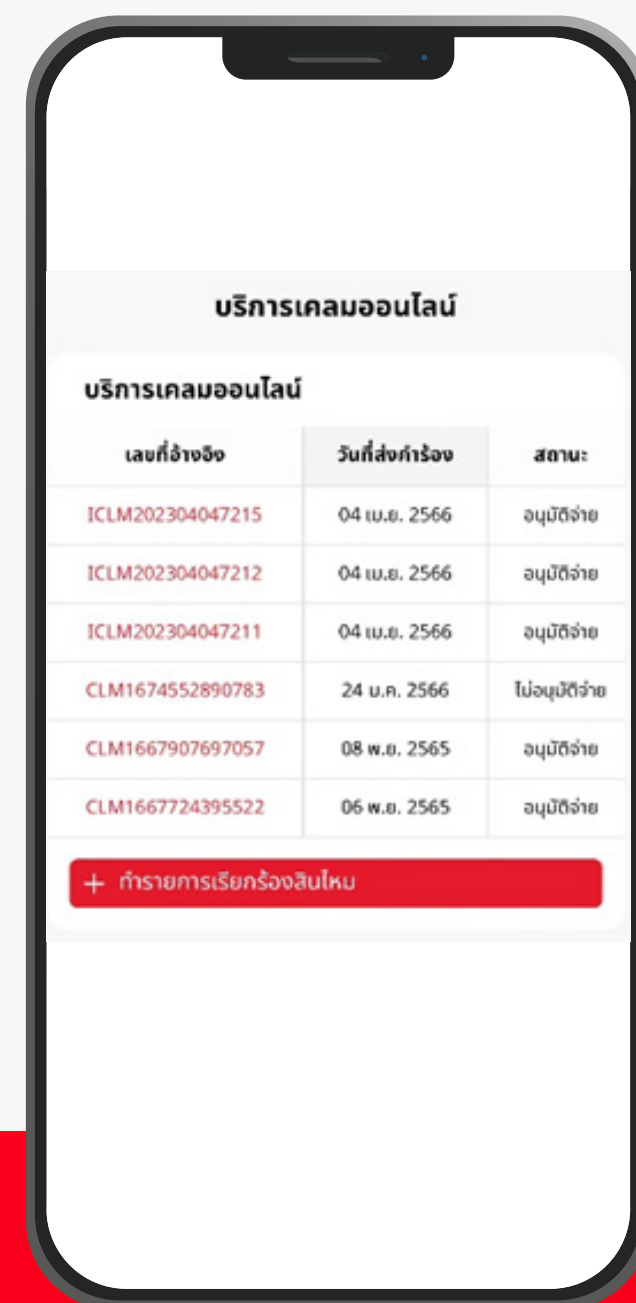 บริการเคลมออนไลน์
บริการเคลมออนไลน์
เลขที่อ้างอิง วันที่ส่งคำร้อง สถานะ
ICLM202304047215 04 เม.ย. 2566 อนุมัติจ่าย
ICLM202304047212 04 เม.ย. 2566 อนุมัติจ่าย
ICLM202304047211 04 เม.ย. 2566 อนุมัติจ่าย
CLM1674552890783 24 ม.ค. 2566 ไม่อนุมัติจ่าย
CLM1667907697057 08 พ.ย. 2565 อนุมัติจ่าย
CLM1667724395522 06 พ.ย. 2565 อนุมัติจ่าย
+ ทำรายการเรียกร้องสินไหม